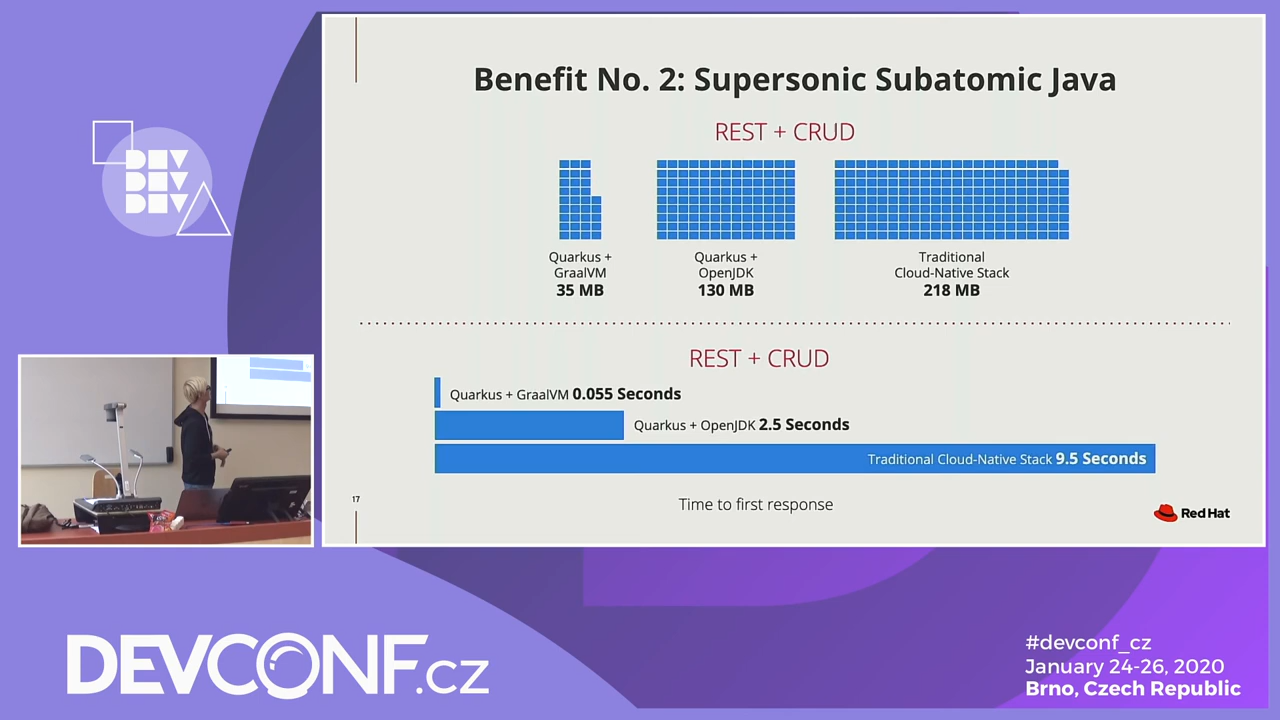 Benefit No. 2: Supersonic Subatomic Java
REST + CRUD
Quarkus +
GraalVM
35 MB
Quarkus +
OpenJDK
130 MB
Traditional
Cloud-Native Stack
218 MB
REST + CRUD
Quarkus + GraalVM 0.055 Seconds
Quarkus + OpenJDK 2.5 Seconds
Traditional Cloud-Native Stack 9.5 Seconds
Time to first response
17
Red Hat
DEV
DEV
DEV
DEVCONF.cz
#devconf_cz
January 24-26, 2020
Brno, Czech Republic